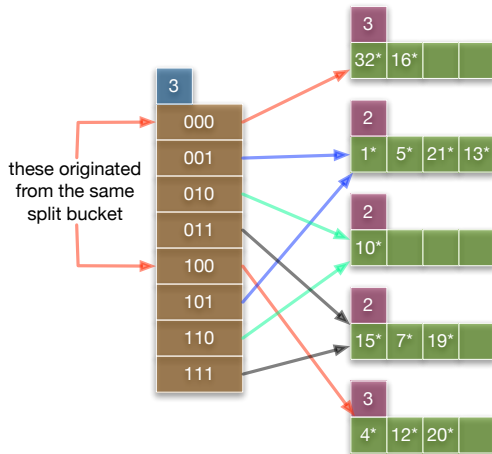 3
32* 16*
3
000
001
010
011
100
101
110
111
these originated
from the same
split bucket
2
1* 5* 21* 13*
2
10*
2
15* 7* 19*
3
4* 12* 20*